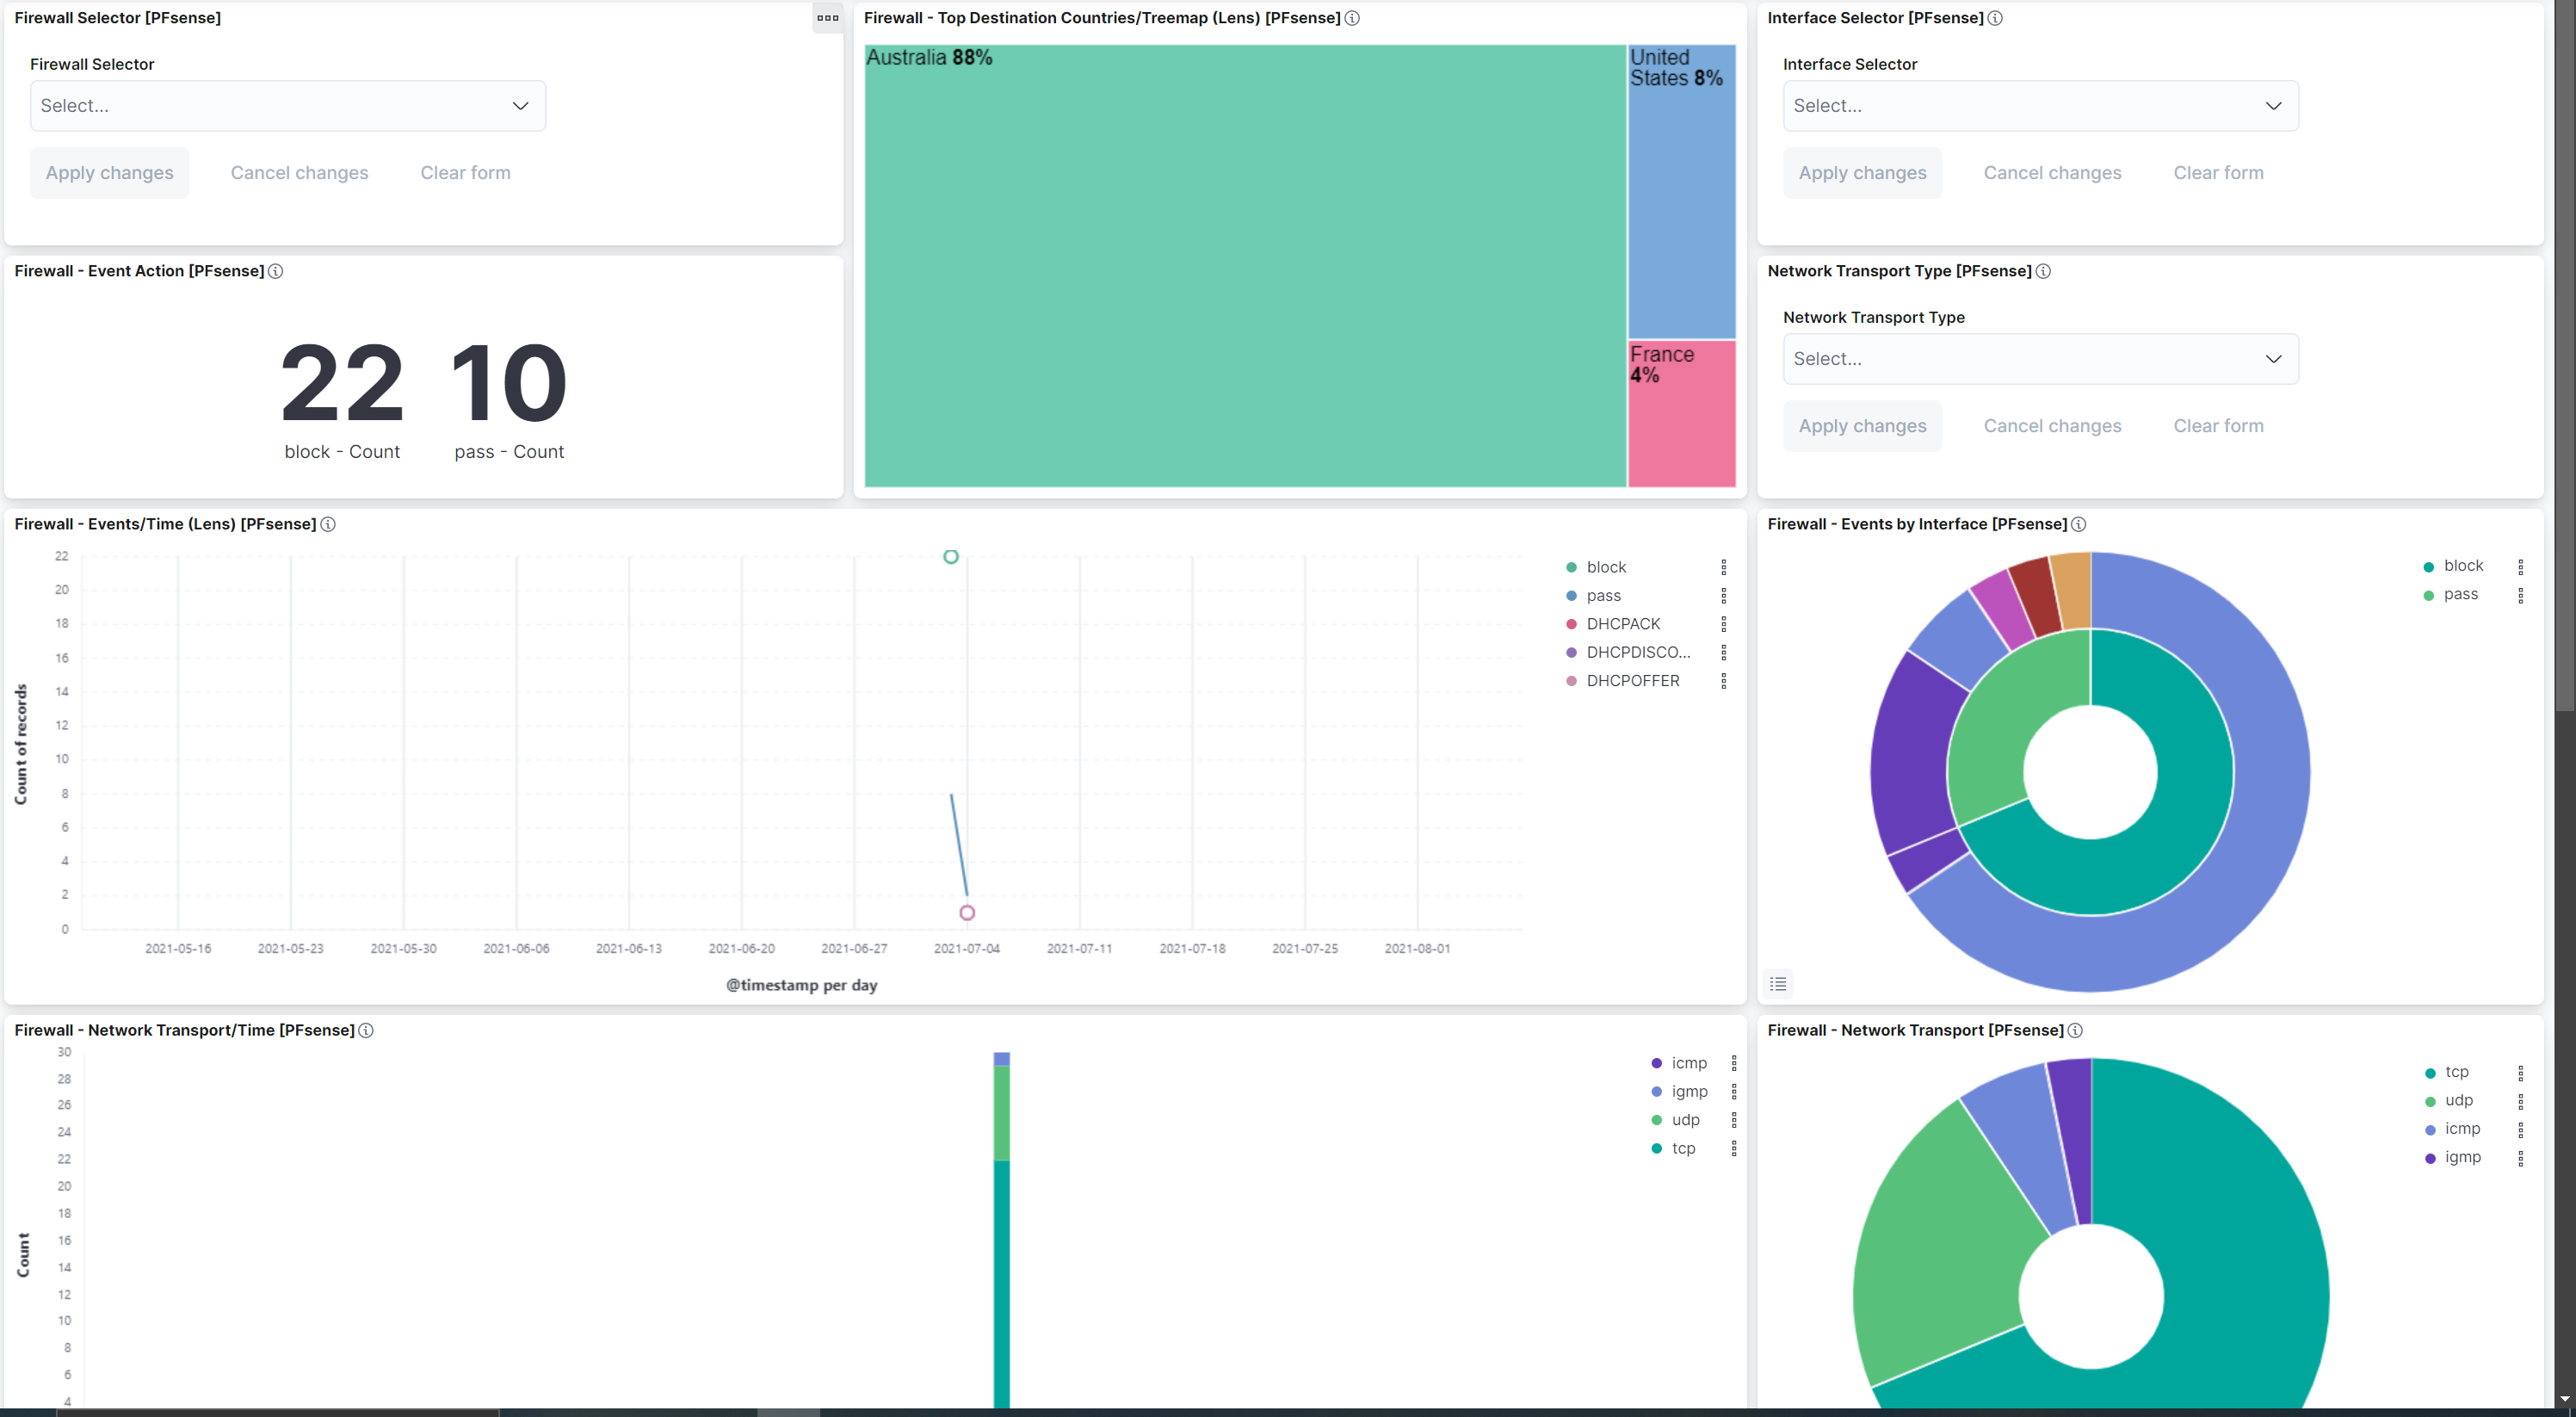 Firewall Selector [PFsense]
Firewall Selector
Select...
Apply changes
Cancel changes
Clear form
Firewall - Top Destination Countries/Treemap (Lens) [PFsense]
Australia 88%
United
States 8%
France
4%
Interface Selector [PFsense]
Interface Selector
Select...
Apply changes
Cancel changes
Clear form
Firewall - Event Action [PFsense]
22
block - Count
10
pass - Count
Network Transport Type [PFsense]
Network Transport Type
Select...
Apply changes
Cancel changes
Clear form
Firewall - Events/Time (Lens) [PFsense]
Count of records
22
20
18
16
14
12
10
8
6
4
2
0
2021-05-16
2021-05-23
2021-05-30
2021-06-06
2021-06-13
2021-06-20
2021-06-27
2021-07-04
2021-07-11
2021-07-18
2021-07-25
2021-08-01
@timestamp per day
block
pass
DHCPACK
DHCPDISCO...
DHCPOFFER
Firewall - Events by Interface [PFsense]
block
pass
Firewall - Network Transport/Time [PFsense]
Count
30
28
26
24
22
20
18
16
14
12
10
8
6
4
icmp
igmp
udp
tcp
Firewall - Network Transport [PFsense]
tcp
udp
icmp
igmp